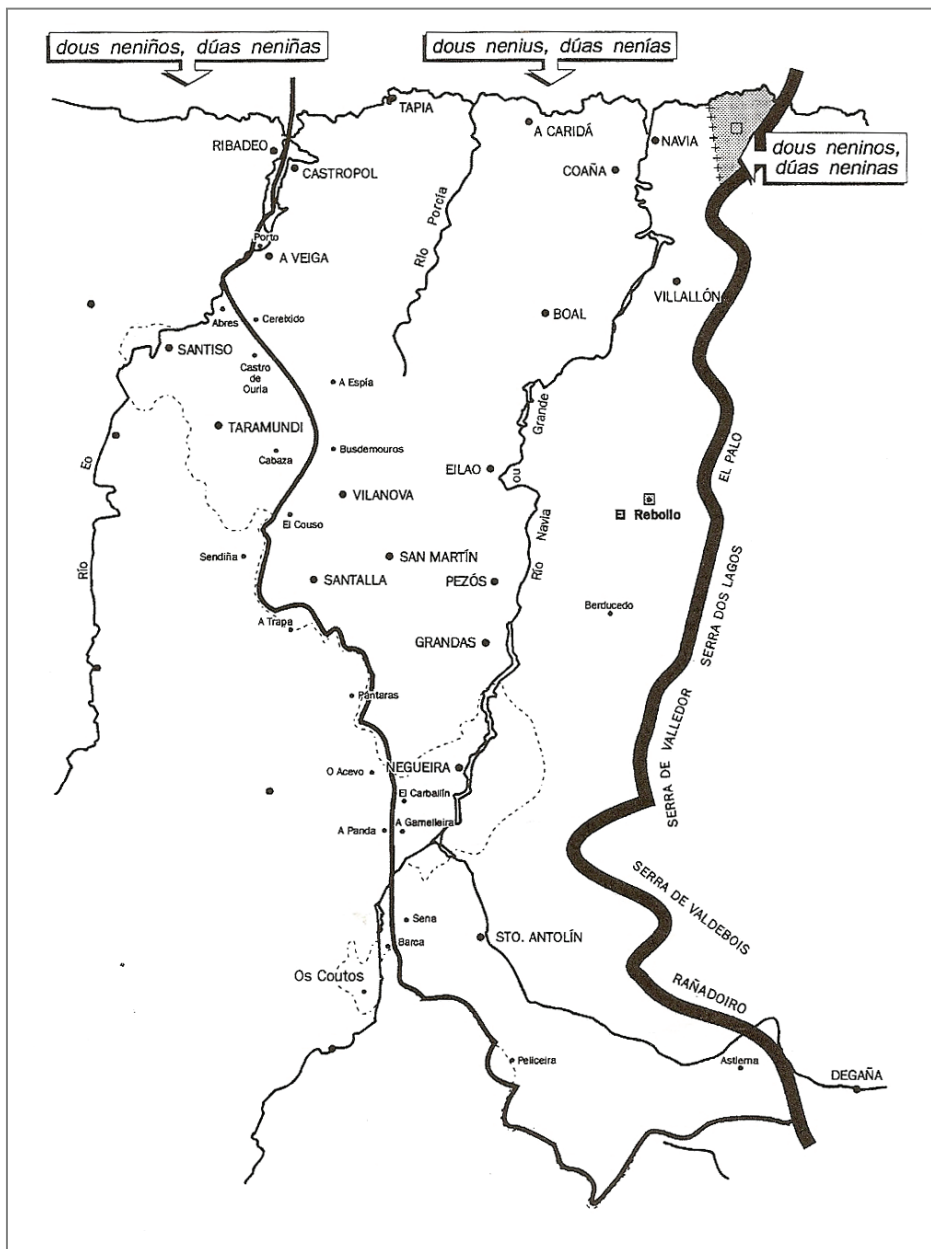 dous neniños, dúas neniñas
dous nenius, dúas nenías
dous neninos,
dúas neninas
TAPIA
A CARIDÁ
NAVIA
RIBADEO
CASTROPOL
COAÑA
Río Porcía
Porto
A VEIGA
VILLALLÓN
BOAL
Abres
Cereixido
SANTISO
Castro
de
Ouria
A Espía
TARAMUNDI
Cabaza
Busdemouros
EILAO
Río Navia ou Grande
VILANOVA
El Rebollo
EL PALO
El Couso
Río Eo
Sendiña
SAN MARTÍN
SANTALLA
PEZÓS
Berducedo
SERRA DOS LAGOS
A Trapa
GRANDAS
Pántaras
SERRA DE VALLEDOR
O Acevo
NEGUEIRA
El Carballín
A Panda
A Gamelleira
SERRA DE VALDEBOIS
Sena
STO. ANTOLÍN
Barca
Os Coutos
RAÑADOIRO
Peliceira
Astierna
DEGAÑA